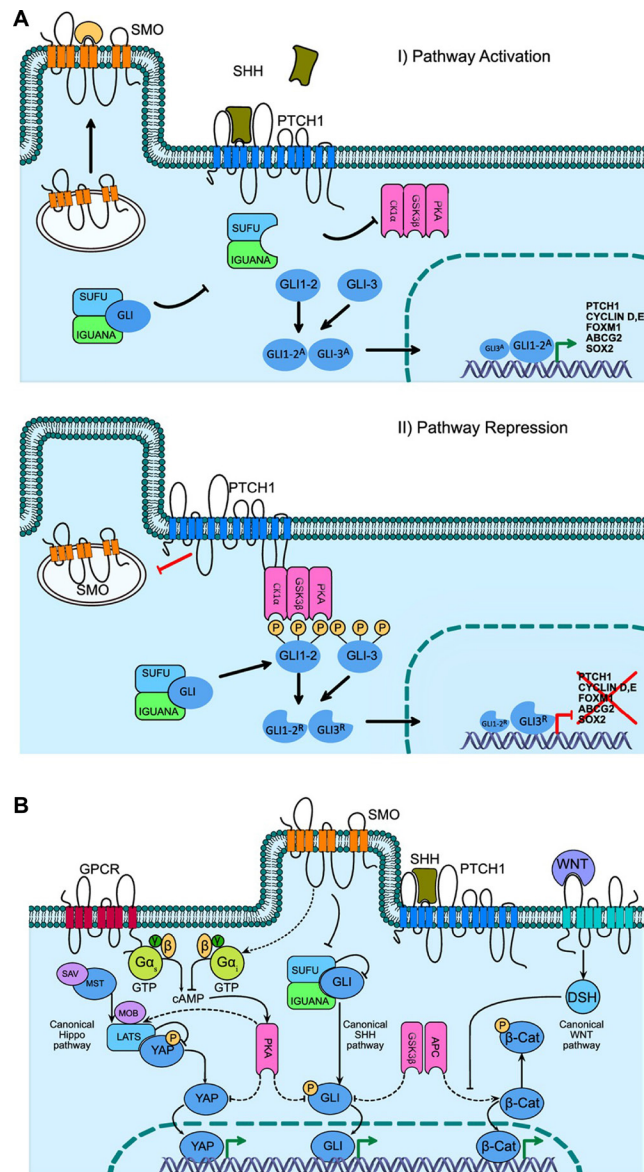 A
SMO
I) Pathway Activation
SHH
PTCH1
SUFU
IGUANA
CK1α
GSK3β
PKA
SUFU
IGUANA
GLI
GLI1-2
GLI-3
GLI1-2A
GLI-3A
GLI3A
GLI1-2A
PTCH1
CYCLIN D,E
FOXM1
ABCG2
SOX2
II) Pathway Repression
PTCH1
SMO
CK1α
GSK3β
PKA
P
P
P
P
P
SUFU
IGUANA
GLI
GLI1-2
GLI-3
GLI1-2R
GLI3R
GLI1-2R
GLI3R
PTCH1
CYCLIN D,E
FOXM1
ABCG2
SOX2
B
SMO
GPCR
SHH
PTCH1
WNT
γ
β
Gαs
GTP
β
γ
Gαi
GTP
cAMP
SAV
MST
Canonical
Hippo
pathway
MOB
LATS
P
YAP
PKA
SUFU
IGUANA
GLI
Canonical
SHH
pathway
GSK3β
APC
DSH
Canonical
WNT
pathway
P
β-Cat
YAP
P
GLI
β-Cat
YAP
GLI
β-Cat